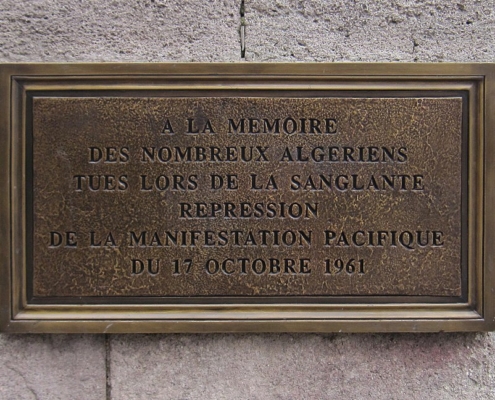 A LA MEMOIRE
DES NOMBREUX ALGERIENS
TUES LORS DE LA SANGLANTE
REPRESSION
DE LA MANIFESTATION PACIFIQUE
DU 17 OCTOBRE 1961